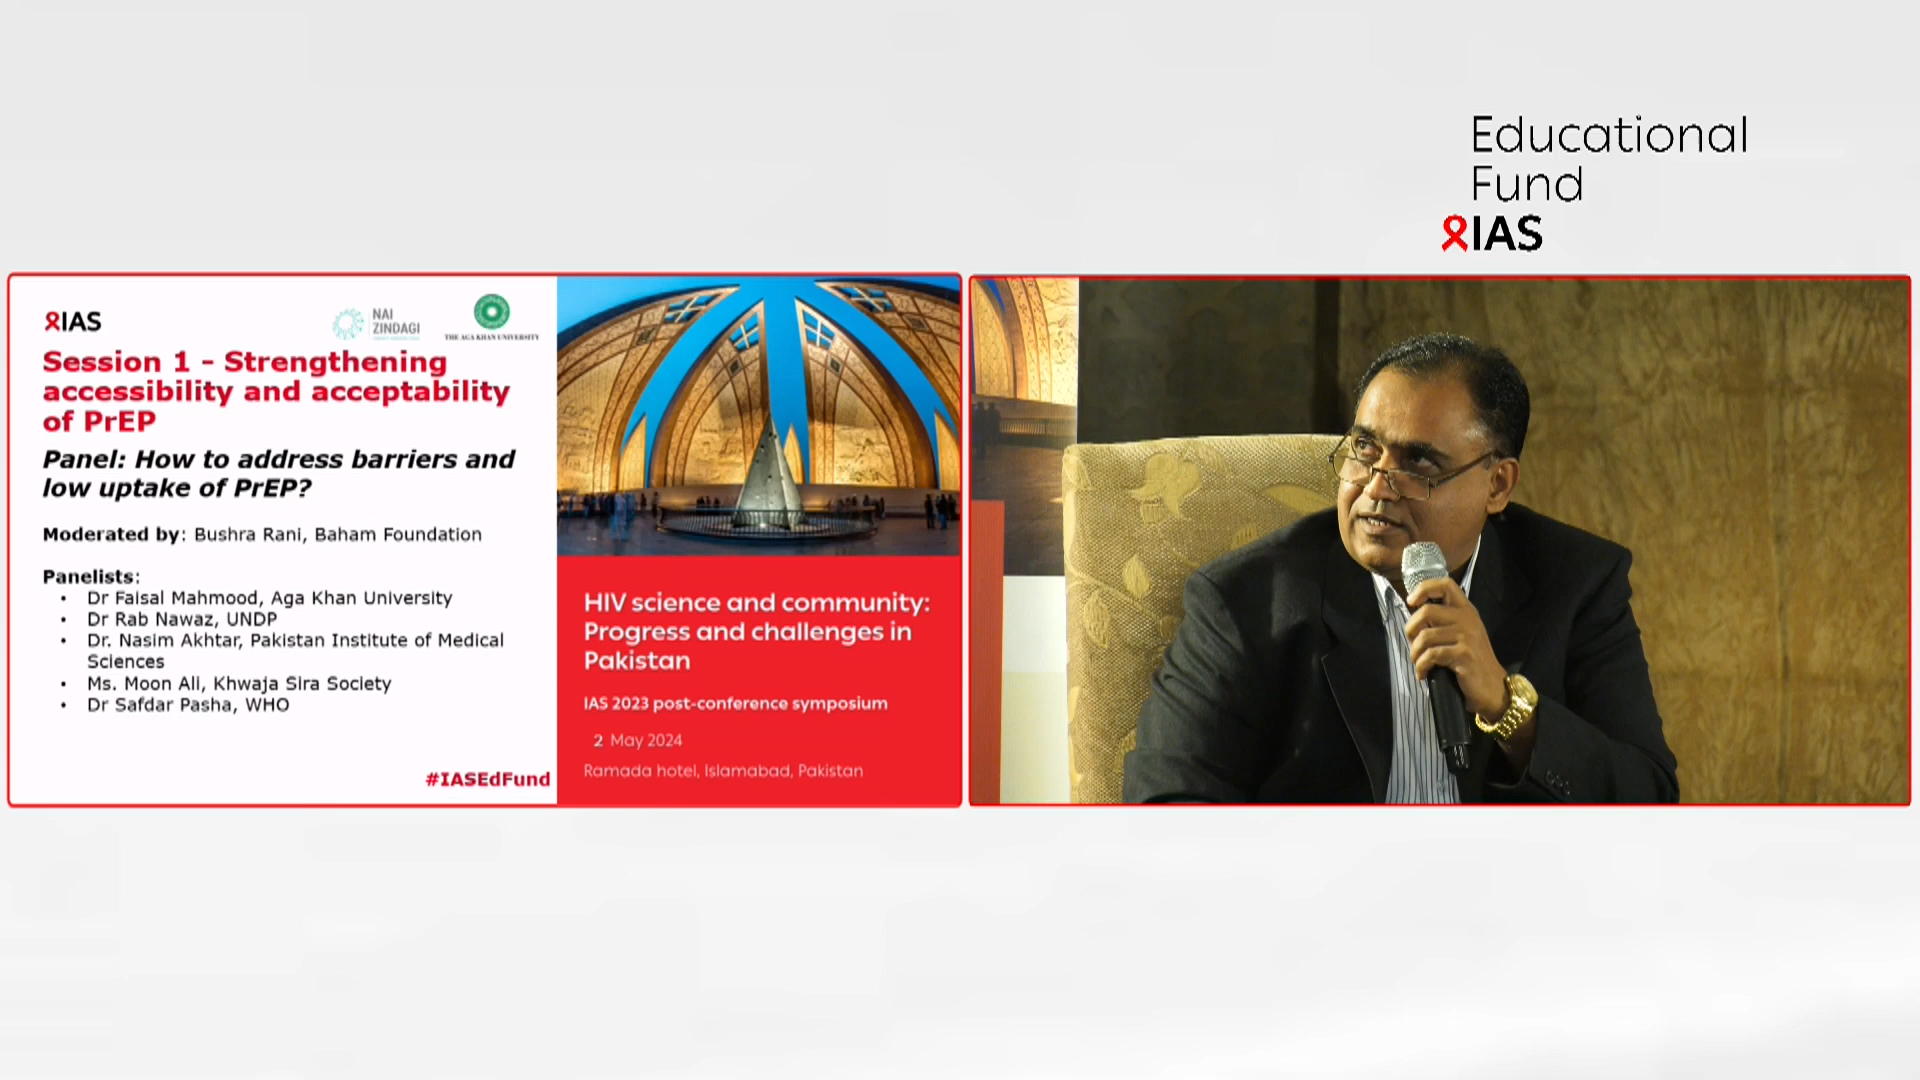 Educational
Fund
IAS
IAS
NAI
ZINDAGI
THE AGA KHAN UNIVERSITY
Session 1 - Strengthening
accessibility and acceptability
of PrEP
Panel: How to address barriers and
low uptake of PrEP?
Moderated by: Bushra Rani, Baham Foundation
Panelists:
• Dr Faisal Mahmood, Aga Khan University
• Dr Rab Nawaz, UNDP
• Dr. Nasim Akhtar, Pakistan Institute of Medical
Sciences
• Ms. Moon Ali, Khwaja Sira Society
• Dr Safdar Pasha, WHO
#IASEdFund
HIV science and community:
Progress and challenges in
Pakistan
IAS 2023 post-conference symposium
2 May 2024
Ramada hotel, Islamabad, Pakistan